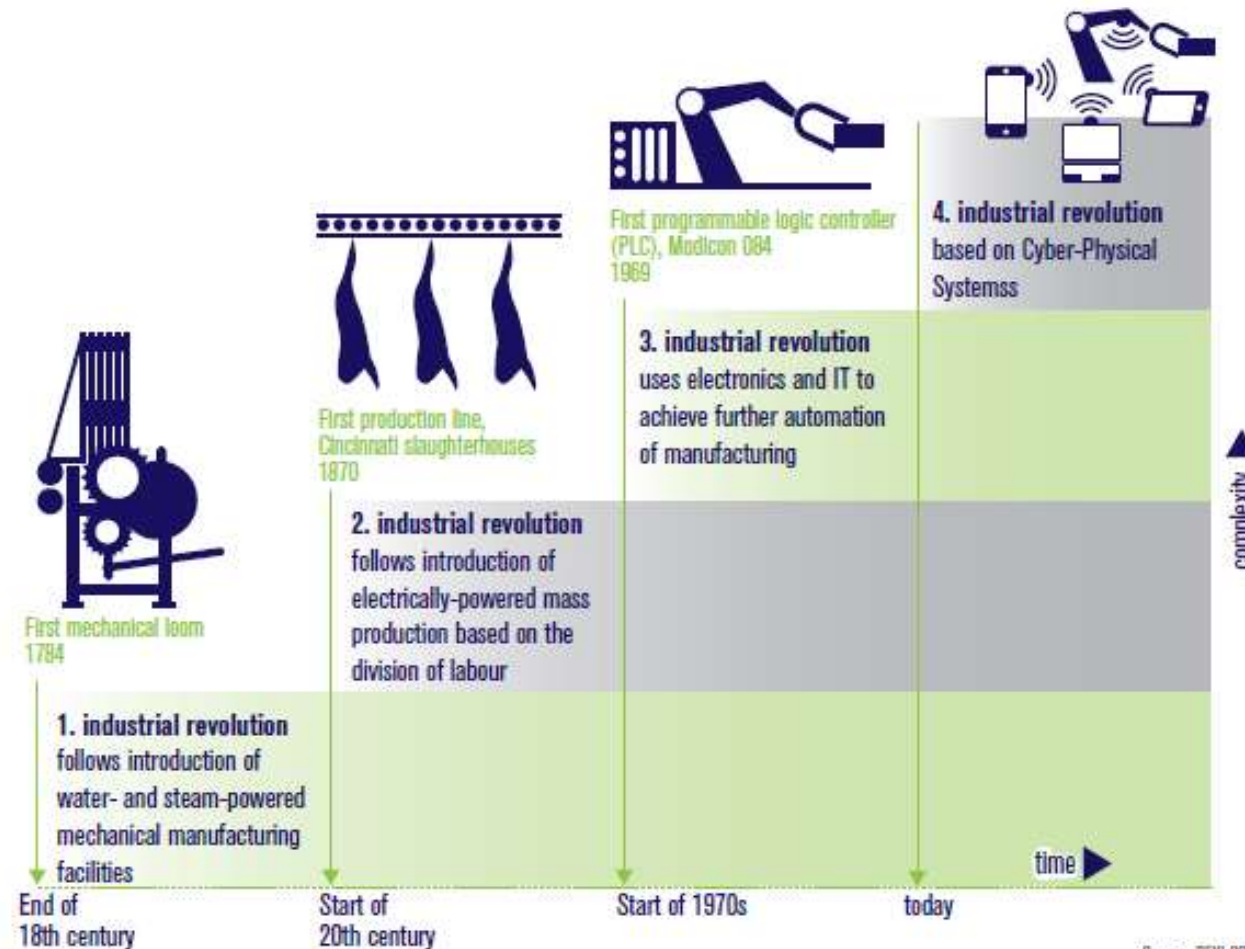 First mechanical loom
1784
1. industrial revolution
follows introduction of
water- and steam-powered
mechanical manufacturing
facilities
End of
18th century
First production line,
Cincinnati slaughterhouses
1870
2. industrial revolution
follows introduction of
electrically-powered mass
production based on the
division of labour
Start of
20th century
First programmable logic controller
(PLC), Modicon 084
1969
3. industrial revolution
uses electronics and IT to
achieve further automation
of manufacturing
Start of 1970s
4. industrial revolution
based on Cyber-Physical
Systemss
today
time
complexity